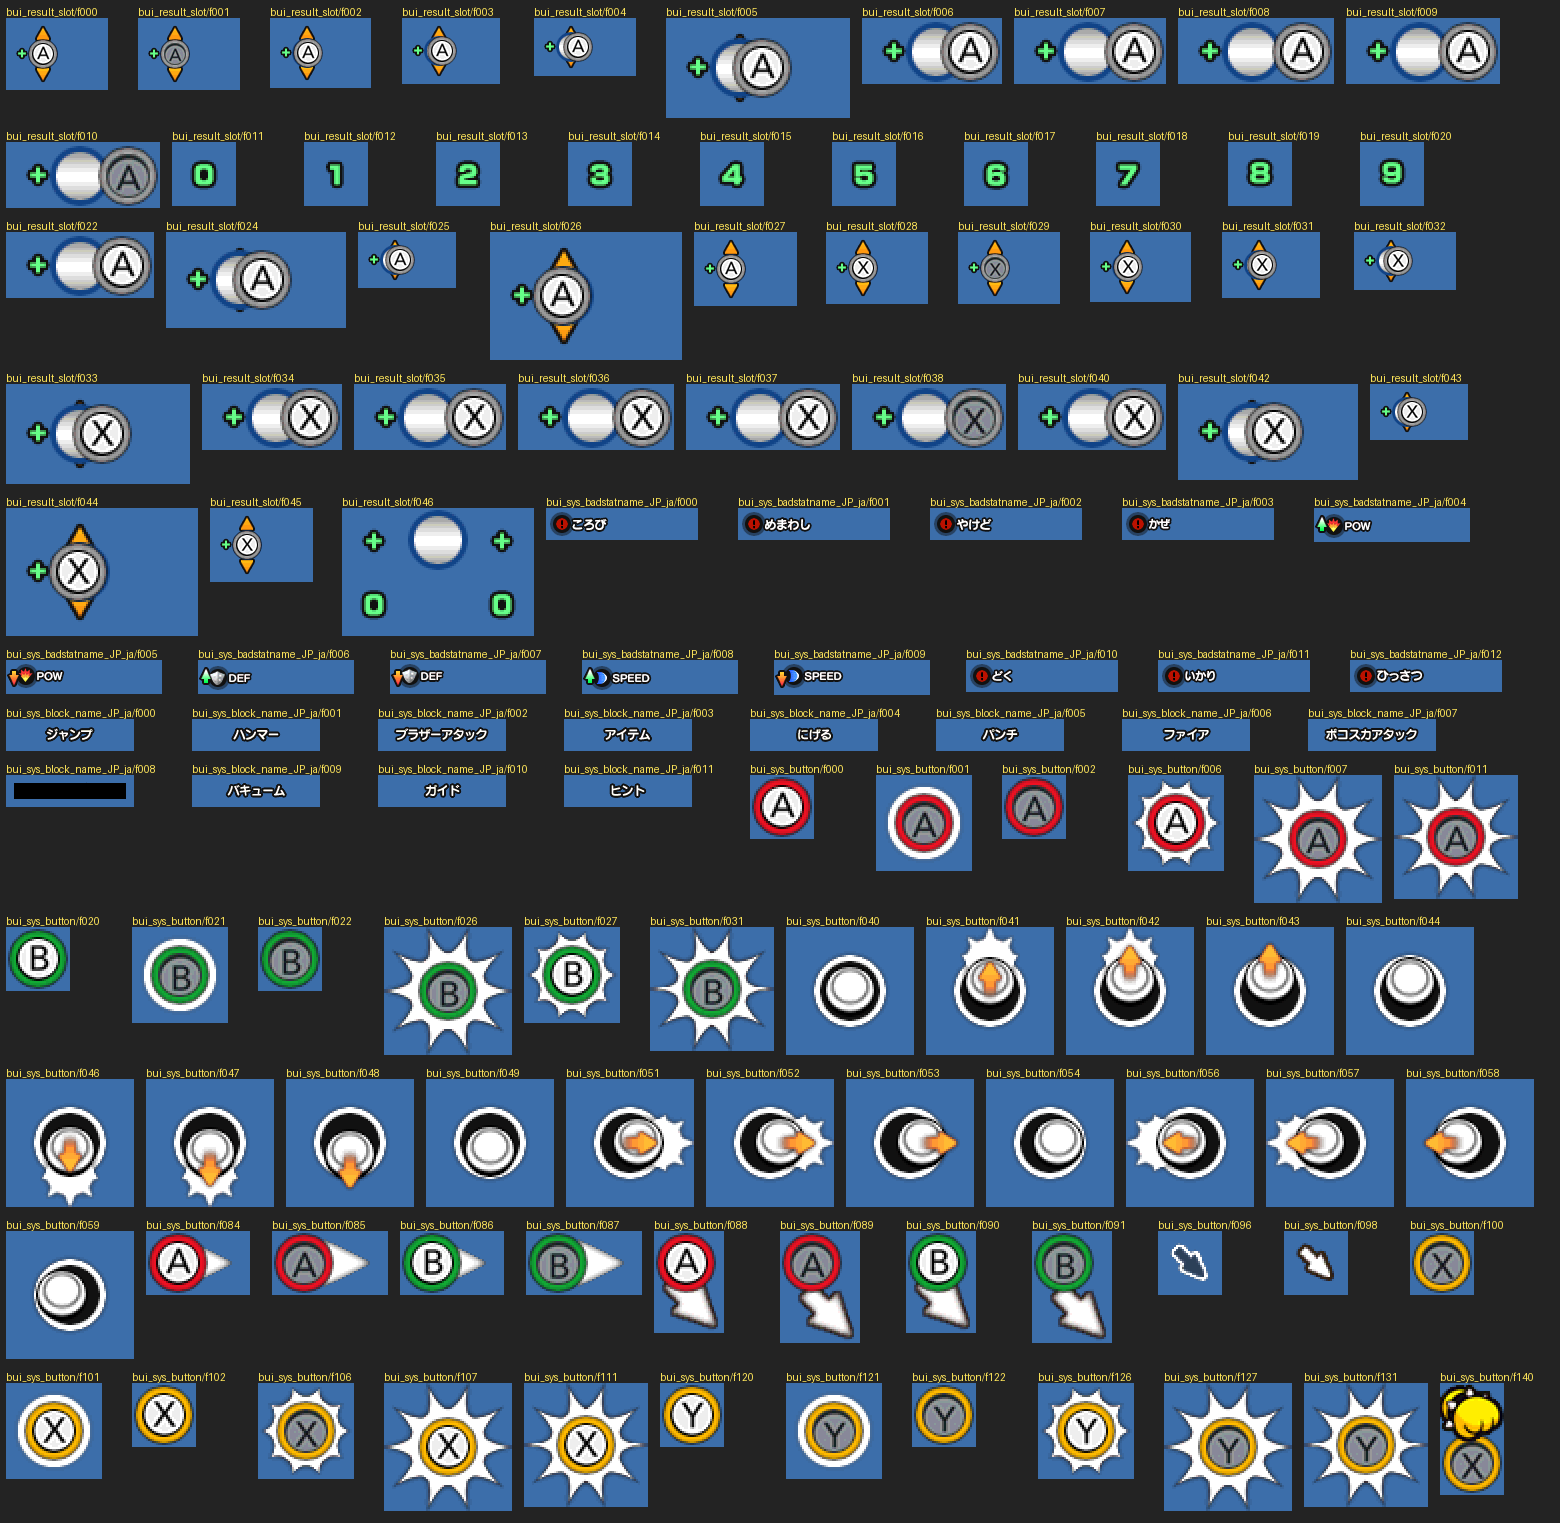 bui_result_slot/f000 bui_result_slot/f001 bui_result_slot/f002 bui_result_slot/f003 bui_result_slot/f004 bui_result_slot/f005 bui_result_slot/f006 bui_result_slot/f007 bui_result_slot/f008 bui_result_slot/f009
A A A A A A A A A A
bui_result_slot/f010 bui_result_slot/f011 bui_result_slot/f012 bui_result_slot/f013 bui_result_slot/f014 bui_result_slot/f015 bui_result_slot/f016 bui_result_slot/f017 bui_result_slot/f018 bui_result_slot/f019 bui_result_slot/f020
A 0 1 2 3 4 5 6 7 8 9
bui_result_slot/f022 bui_result_slot/f024 bui_result_slot/f025 bui_result_slot/f026 bui_result_slot/f027 bui_result_slot/f028 bui_result_slot/f029 bui_result_slot/f030 bui_result_slot/f031 bui_result_slot/f032
A A A A A X X X X X
bui_result_slot/f033 bui_result_slot/f034 bui_result_slot/f035 bui_result_slot/f036 bui_result_slot/f037 bui_result_slot/f038 bui_result_slot/f040 bui_result_slot/f042 bui_result_slot/f043
X X X X X X X X X
bui_result_slot/f044 bui_result_slot/f045 bui_result_slot/f046 bui_sys_badstatname_JP_ja/f000 bui_sys_badstatname_JP_ja/f001 bui_sys_badstatname_JP_ja/f002 bui_sys_badstatname_JP_ja/f003 bui_sys_badstatname_JP_ja/f004
X X 0 0 ころび めまわし やけど かぜ POW
bui_sys_badstatname_JP_ja/f005 bui_sys_badstatname_JP_ja/f006 bui_sys_badstatname_JP_ja/f007 bui_sys_badstatname_JP_ja/f008 bui_sys_badstatname_JP_ja/f009 bui_sys_badstatname_JP_ja/f010 bui_sys_badstatname_JP_ja/f011 bui_sys_badstatname_JP_ja/f012
POW DEF DEF SPEED SPEED どく いかり ひっさつ
bui_sys_block_name_JP_ja/f000 bui_sys_block_name_JP_ja/f001 bui_sys_block_name_JP_ja/f002 bui_sys_block_name_JP_ja/f003 bui_sys_block_name_JP_ja/f004 bui_sys_block_name_JP_ja/f005 bui_sys_block_name_JP_ja/f006 bui_sys_block_name_JP_ja/f007
ジャンプ ハンマー ブラザーアタック アイテム にげる パンチ ファイア ボコスカアタック
bui_sys_block_name_JP_ja/f008 bui_sys_block_name_JP_ja/f009 bui_sys_block_name_JP_ja/f010 bui_sys_block_name_JP_ja/f011 bui_sys_button/f000 bui_sys_button/f001 bui_sys_button/f002 bui_sys_button/f006 bui_sys_button/f007 bui_sys_button/f011
バキューム ガイド ヒント A A A A A A
bui_sys_button/f020 bui_sys_button/f021 bui_sys_button/f022 bui_sys_button/f026 bui_sys_button/f027 bui_sys_button/f031 bui_sys_button/f040 bui_sys_button/f041 bui_sys_button/f042 bui_sys_button/f043 bui_sys_button/f044
B B B B B B
bui_sys_button/f046 bui_sys_button/f047 bui_sys_button/f048 bui_sys_button/f049 bui_sys_button/f051 bui_sys_button/f052 bui_sys_button/f053 bui_sys_button/f054 bui_sys_button/f056 bui_sys_button/f057 bui_sys_button/f058
bui_sys_button/f059 bui_sys_button/f084 bui_sys_button/f085 bui_sys_button/f086 bui_sys_button/f087 bui_sys_button/f088 bui_sys_button/f089 bui_sys_button/f090 bui_sys_button/f091 bui_sys_button/f096 bui_sys_button/f098 bui_sys_button/f100
A A B B A A B B X
bui_sys_button/f101 bui_sys_button/f102 bui_sys_button/f106 bui_sys_button/f107 bui_sys_button/f111 bui_sys_button/f120 bui_sys_button/f121 bui_sys_button/f122 bui_sys_button/f126 bui_sys_button/f127 bui_sys_button/f131 bui_sys_button/f140
X X X X X Y Y Y Y Y Y X